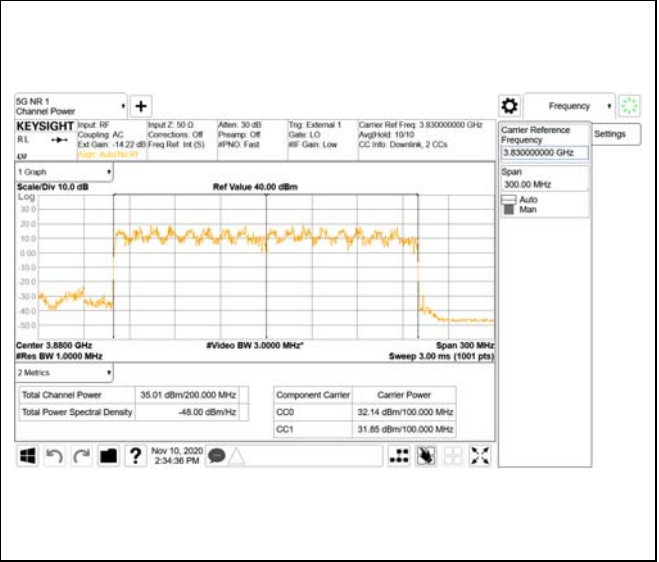 5G NR 1
Channel Power
Frequency
KEYSIGHT
Input: RF
Input Z: 50 Ω
Atten: 30 dB
Trig: External 1
Carrier Ref Freq: 3.830000000 GHz
RL
Coupling: AC
Corrections: Off
Preamp: Off
Gate: LO
Avg|Hold: 10/10
Ext Gain: -14.22 dB
Freq Ref: Int (S)
#PNO: Fast
#IF Gain: Low
CC Info: Downlink, 2 CCs
Align: Auto/No RF
Carrier Reference
Frequency
3.830000000 GHz
Settings
Span
300.00 MHz
Auto
Man
1 Graph
Scale/Div 10.0 dB
Ref Value 40.00 dBm
Log
30.0
20.0
10.0
0.00
-10.0
-20.0
-30.0
-40.0
-50.0
Center 3.8800 GHz
#Video BW 3.0000 MHz*
Span 300 MHz
#Res BW 1.0000 MHz
Sweep 3.00 ms (1001 pts)
2 Metrics
Total Channel Power
35.01 dBm/200.000 MHz
Total Power Spectral Density
-48.00 dBm/Hz
Component Carrier
Carrier Power
CC0
32.14 dBm/100.000 MHz
CC1
31.85 dBm/100.000 MHz
?
Nov 10, 2020
2:34:36 PM